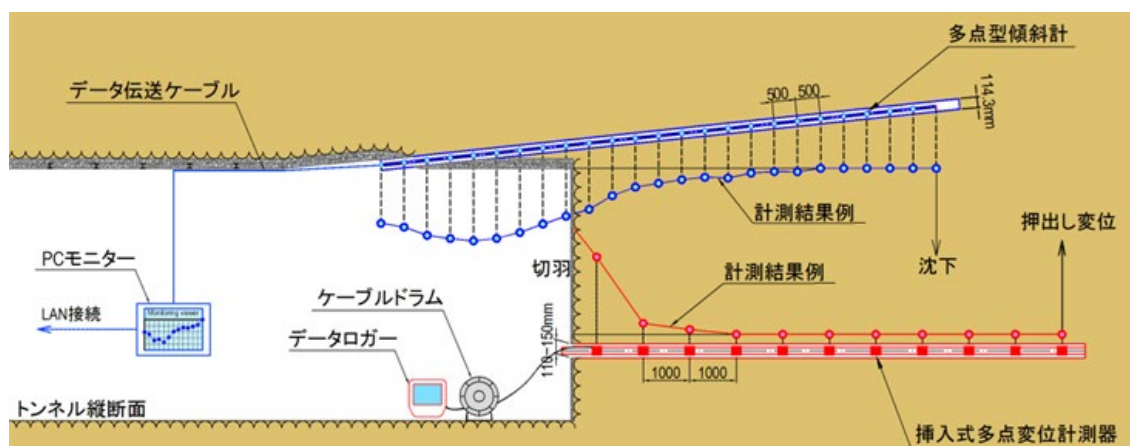 多点型傾斜計
データ伝送ケーブル
500 500
114.3mm
計測結果例
押出し変位
PCモニター
切羽
沈下
ケーブルドラム
計測結果例
LAN接続
Monitoring viewer
データロガー
110~150mm
1000 1000
トンネル縦断面
挿入式多点変位計測器